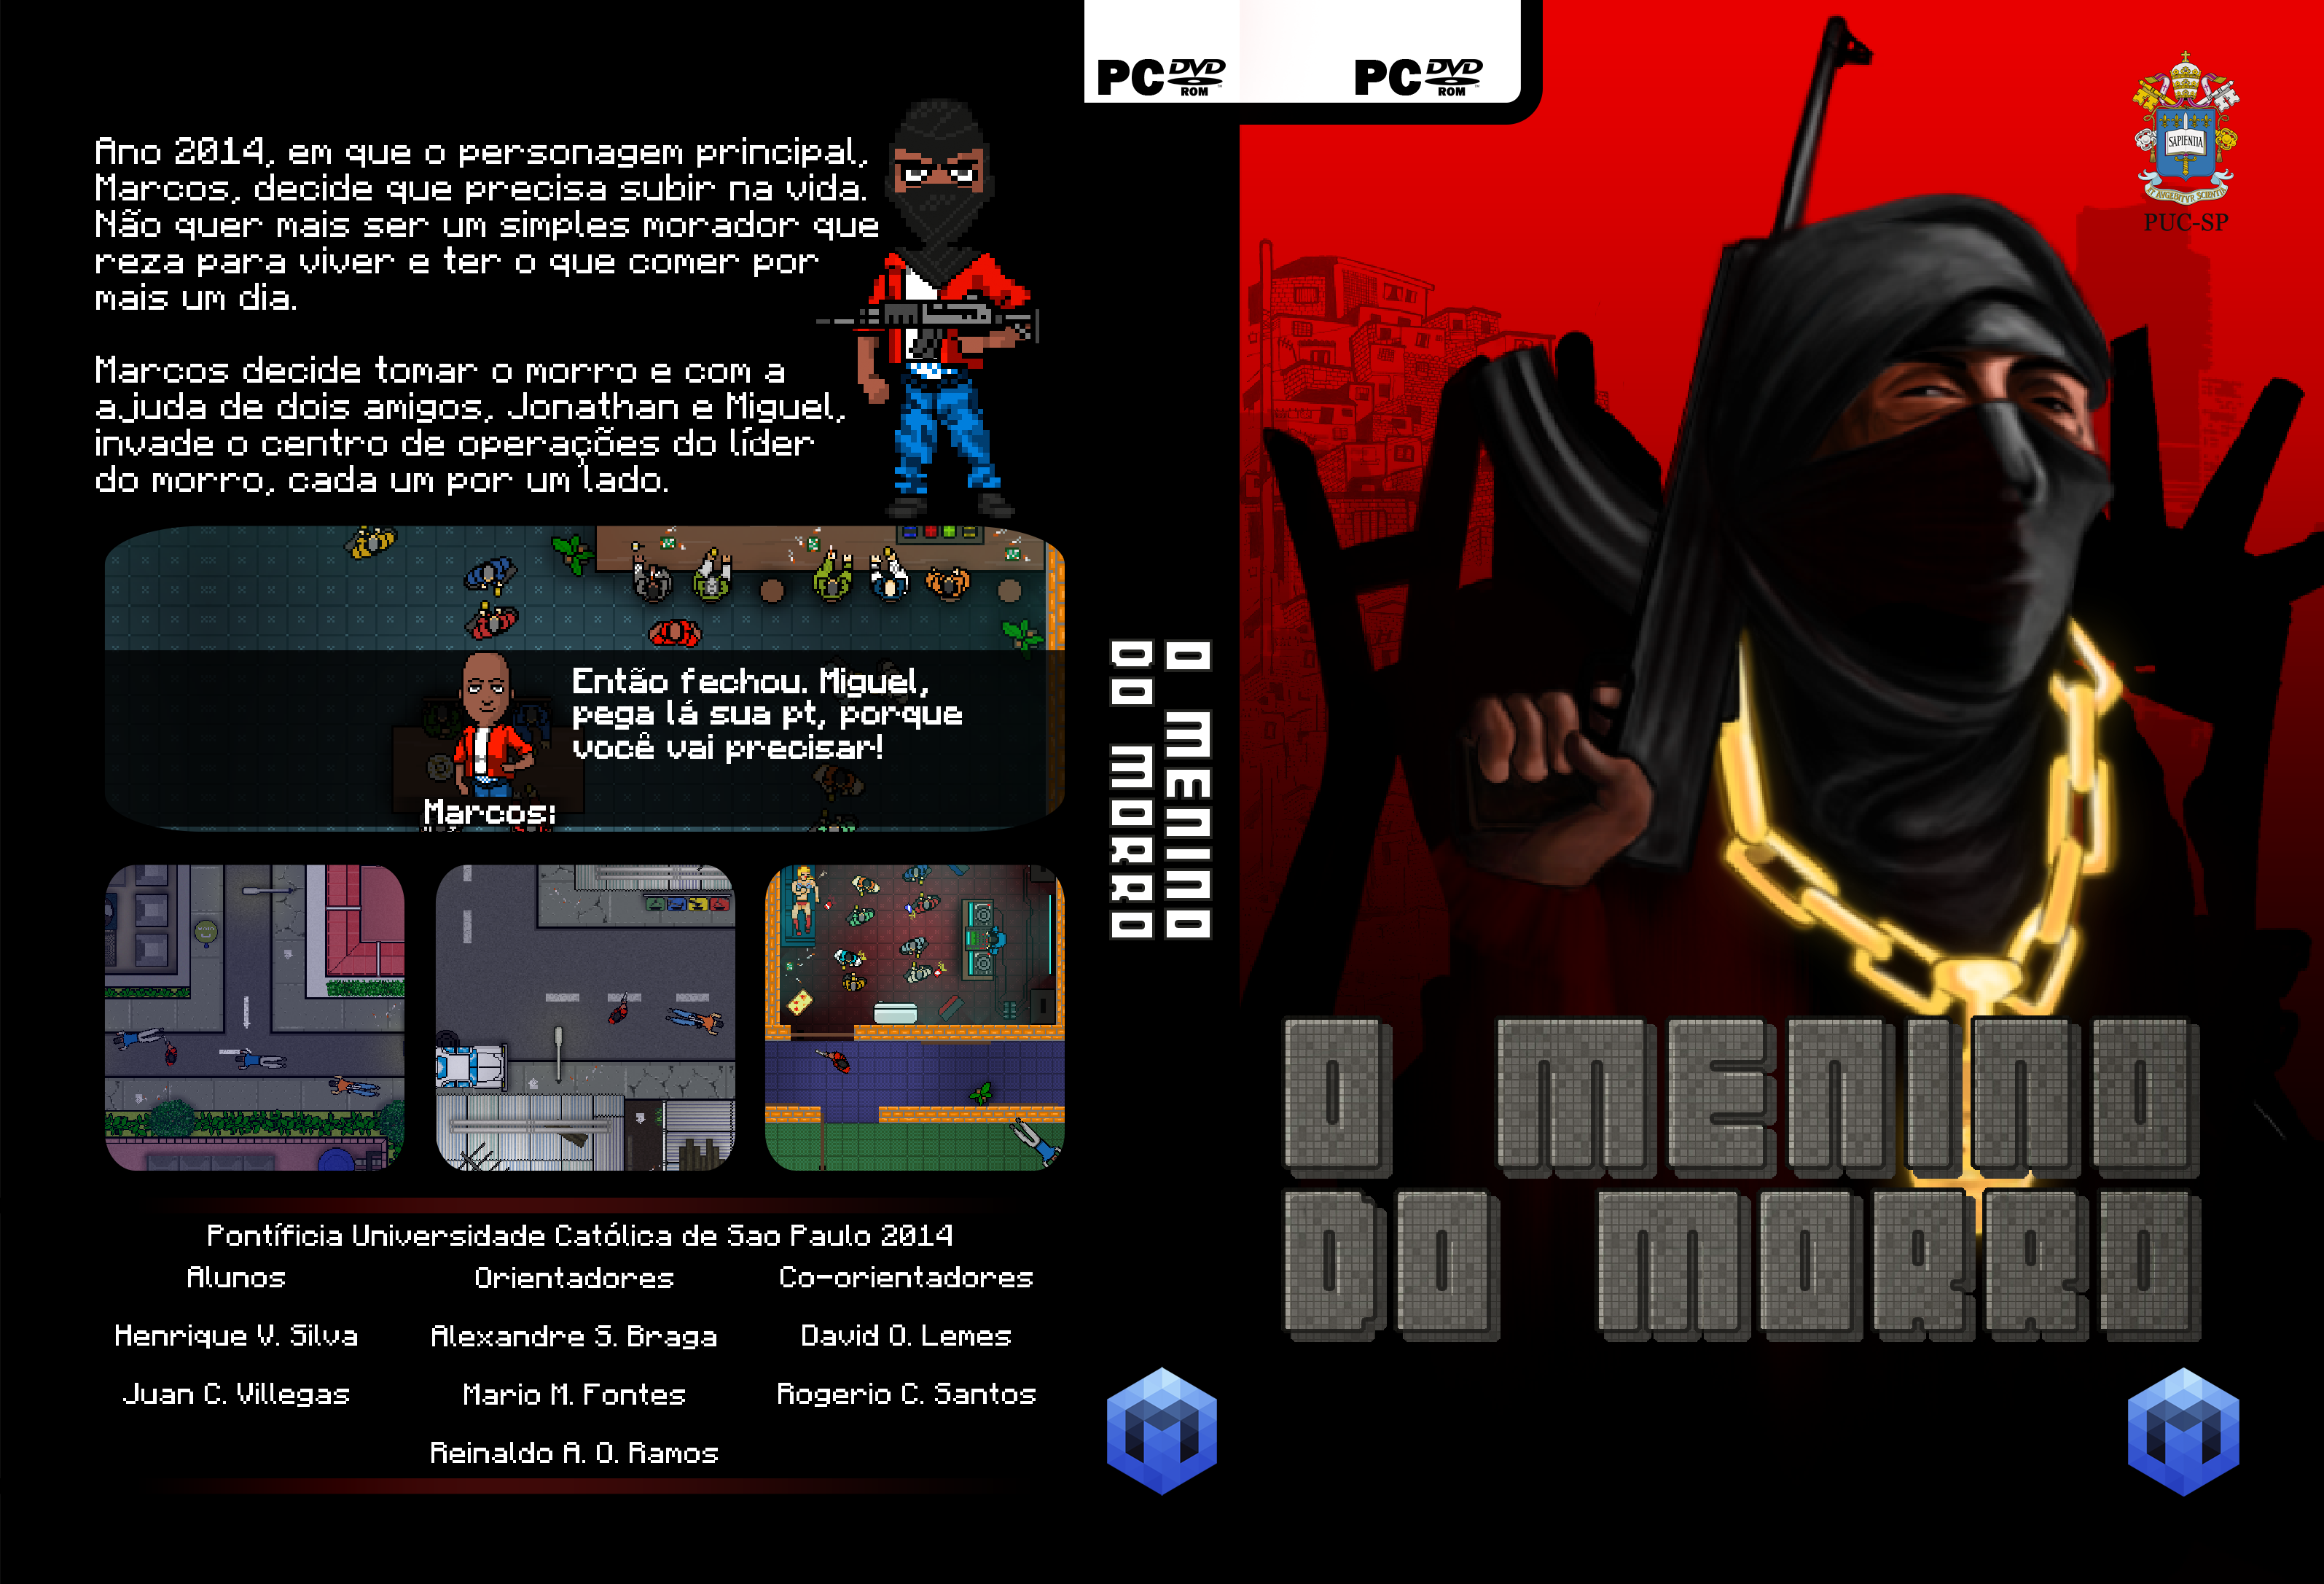 Ano 2014, em que o personagem principal,
Marcos, decide que precisa subir na vida.
Não quer mais ser um simples morador que
reza para viver e ter o que comer por
mais um dia.
Marcos decide tomar o morro e com a
ajuda de dois amigos, Jonathan e Miguel,
invade o centro de operações do líder
do morro, cada um por um lado.
Então fechou. Miguel,
pega lá sua pt, porque
você vai precisar!
Marcos:
Pontíficia Universidade Católica de Sao Paulo 2014
Alunos
Henrique V. Silva
Juan C. Villegas
Orientadores
Alexandre S. Braga
Mario M. Fontes
Reinaldo A. O. Ramos
Co-orientadores
David O. Lemes
Rogerio C. Santos
PC DVD ROM
O MENINO
DO MORRO
PC DVD ROM
SAPIENTIA
ET AVGEBITVR SCIENTIA
PUC-SP
O MENINO
DO MORRO